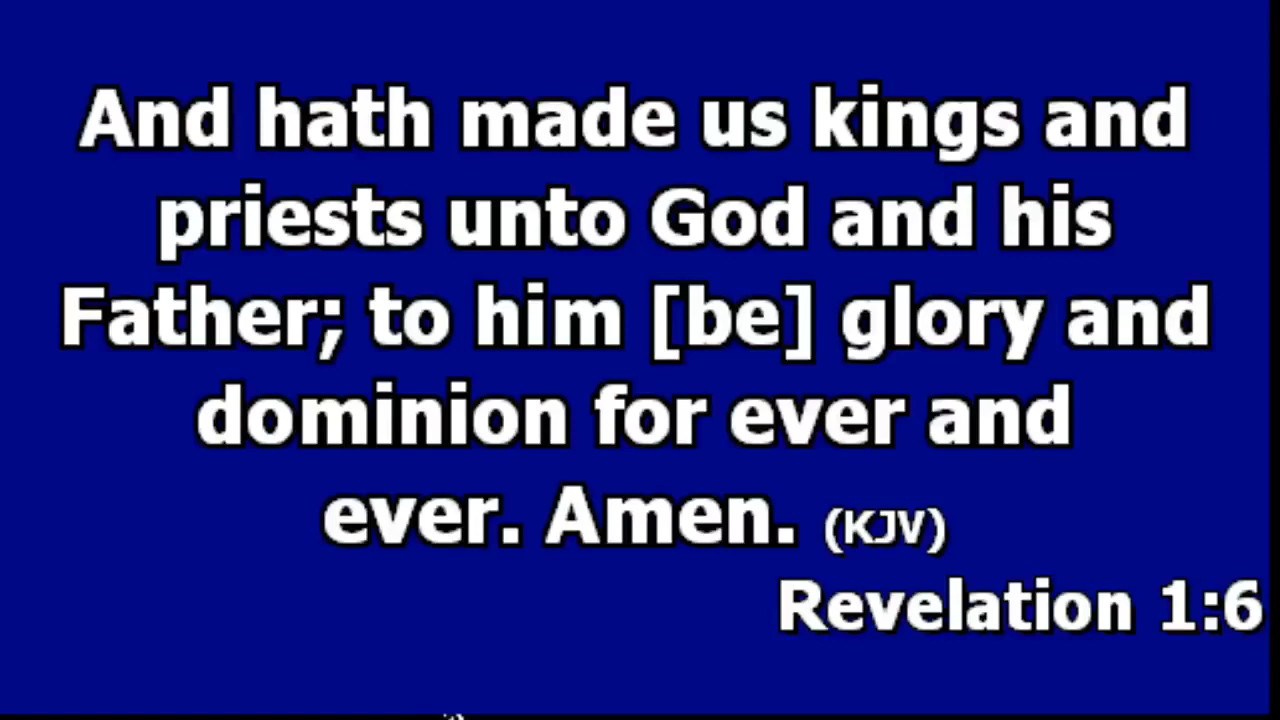 And hath made us kings and
priests unto God and his
Father; to him [be] glory and
dominion for ever and
ever. Amen. (KJV)
Revelation 1:6